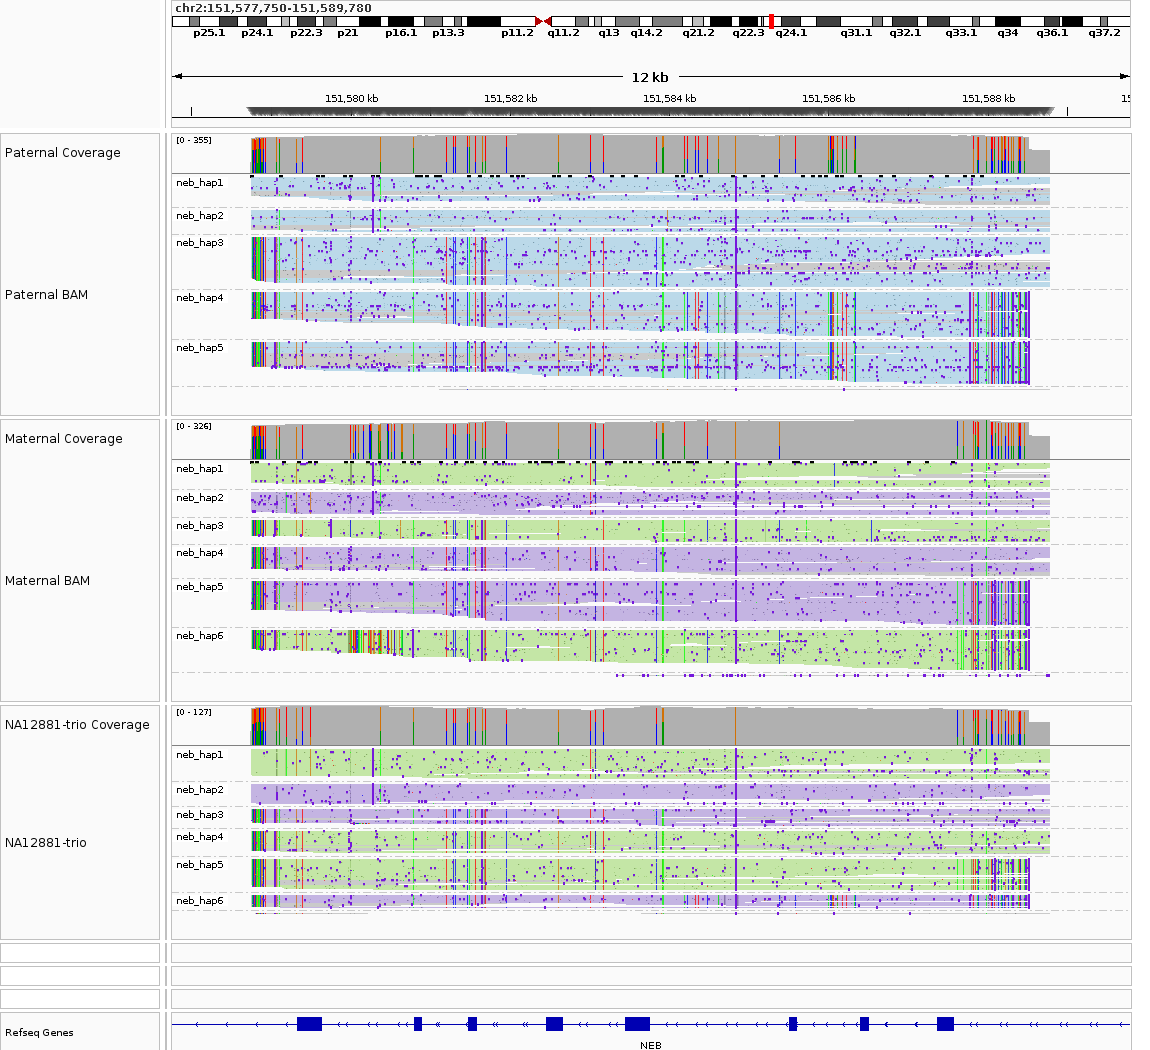 chr2:151,577,750-151,589,780
p25.1 p24.1 p22.3 p21 p16.1 p13.3 p11.2 q11.2 q13 q14.2 q21.2 q22.3 q24.1 q31.1 q32.1 q33.1 q34 q36.1 q37.2
12 kb
151,580 kb 151,582 kb 151,584 kb 151,586 kb 151,588 kb 15
Paternal Coverage
[0 - 355]
Paternal BAM
neb_hap1
neb_hap2
neb_hap3
neb_hap4
neb_hap5
Maternal Coverage
[0 - 326]
Maternal BAM
neb_hap1
neb_hap2
neb_hap3
neb_hap4
neb_hap5
neb_hap6
NA12881-trio Coverage
[0 - 127]
NA12881-trio
neb_hap1
neb_hap2
neb_hap3
neb_hap4
neb_hap5
neb_hap6
Refseq Genes
NEB